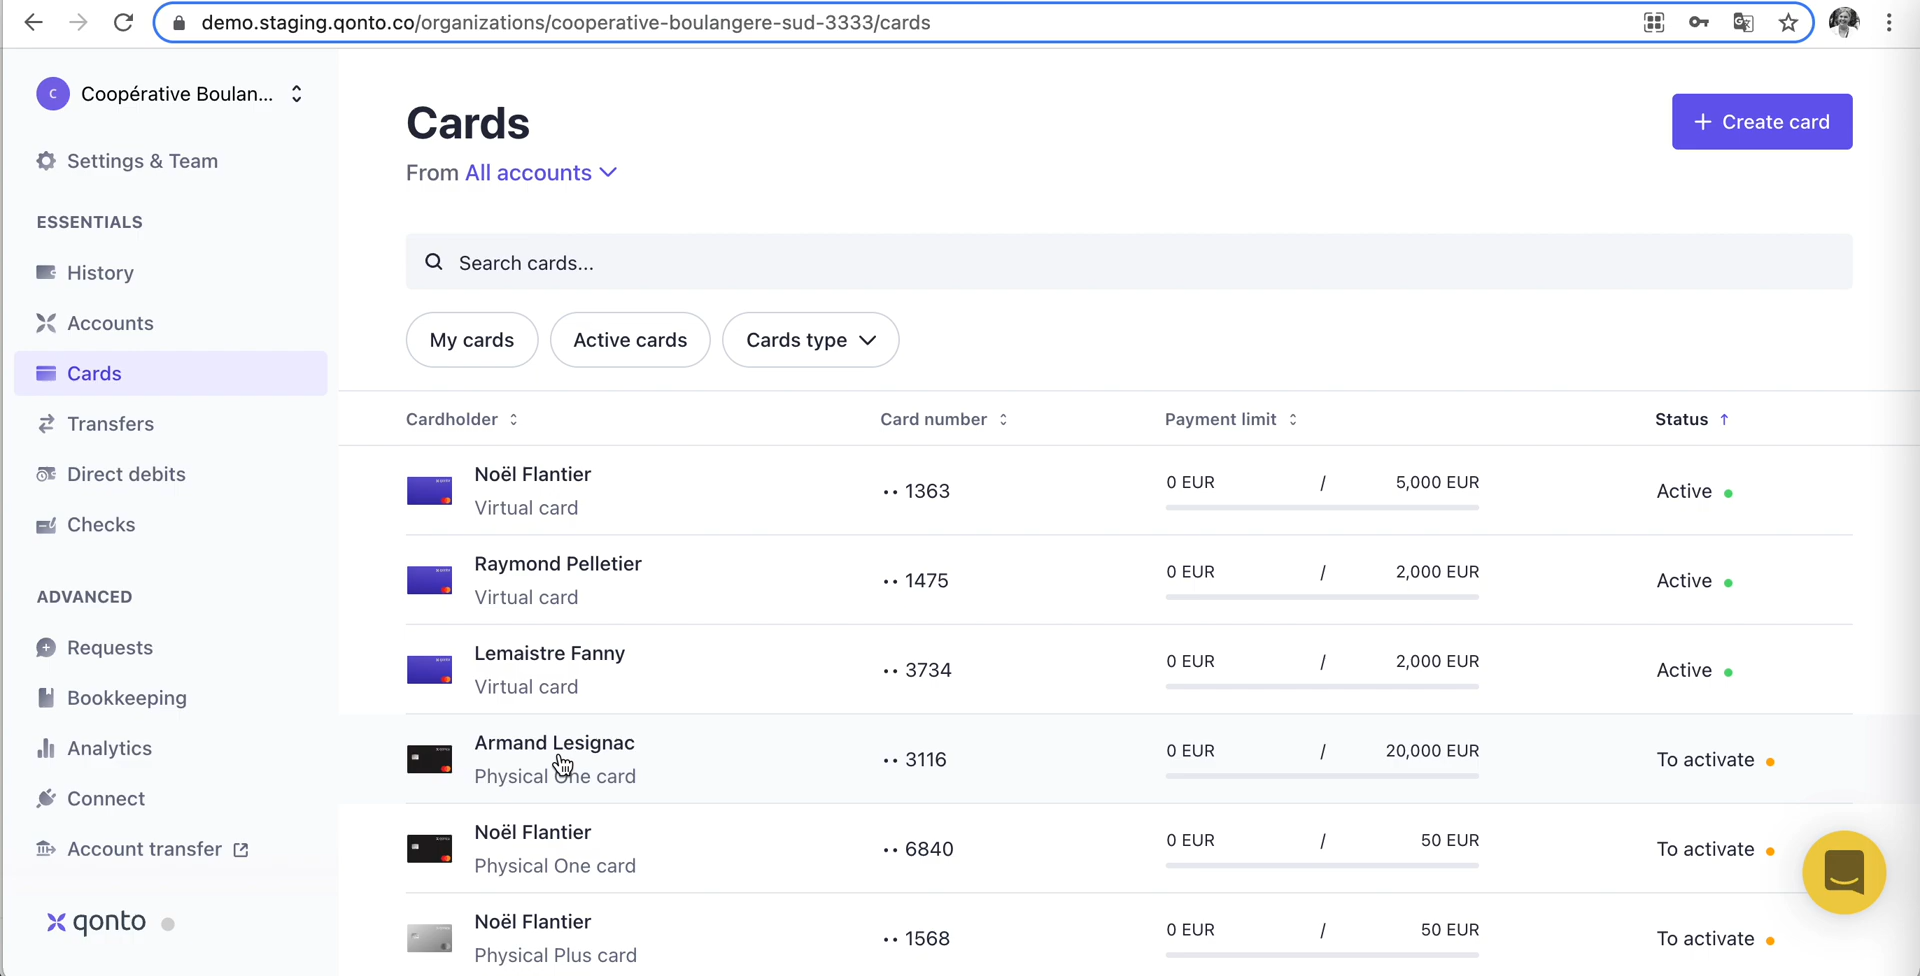 demo.staging.qonto.co/organizations/cooperative-boulangere-sud-3333/cards
C Coopérative Boulan...
Settings & Team
ESSENTIALS
History
Accounts
Cards
Transfers
Direct debits
Checks
ADVANCED
Requests
Bookkeeping
Analytics
Connect
Account transfer
qonto
Cards
+ Create card
From All accounts
Search cards...
My cards Active cards Cards type
Cardholder Card number Payment limit Status ↑
Noël Flantier
Virtual card
•• 1363
0 EUR / 5,000 EUR
Active
Raymond Pelletier
Virtual card
•• 1475
0 EUR / 2,000 EUR
Active
Lemaistre Fanny
Virtual card
•• 3734
0 EUR / 2,000 EUR
Active
Armand Lesignac
Physical One card
•• 3116
0 EUR / 20,000 EUR
To activate
Noël Flantier
Physical One card
•• 6840
0 EUR / 50 EUR
To activate
Noël Flantier
Physical Plus card
•• 1568
0 EUR / 50 EUR
To activate